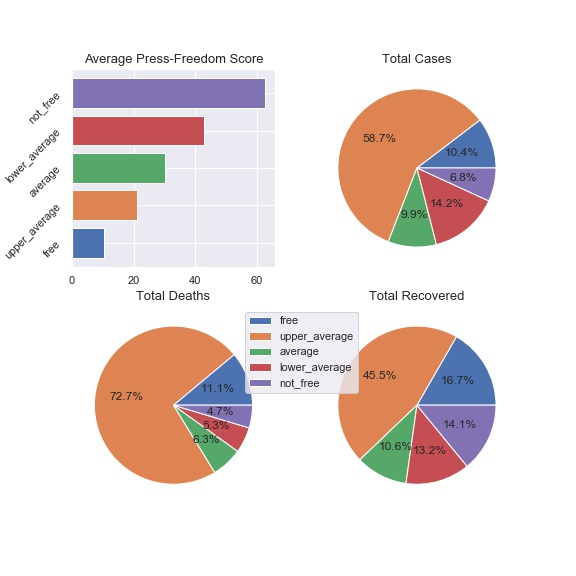 Average Press-Freedom Score
not_free
lower_average
average
upper_average
free
0 20 40 60
Total Cases
58.7%
10.4%
6.8%
14.2%
9.9%
Total Deaths
72.7%
11.1%
4.7%
5.3%
6.3%
free
upper_average
average
lower_average
not_free
Total Recovered
45.5%
16.7%
14.1%
13.2%
10.6%